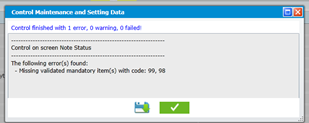 Control Maintenance and Setting Data
Control finished with 1 error, 0 warning, 0 failed!
Control on screen Note Status
The following error(s) found:
- Missing validated mandatory item(s) with code: 99, 98